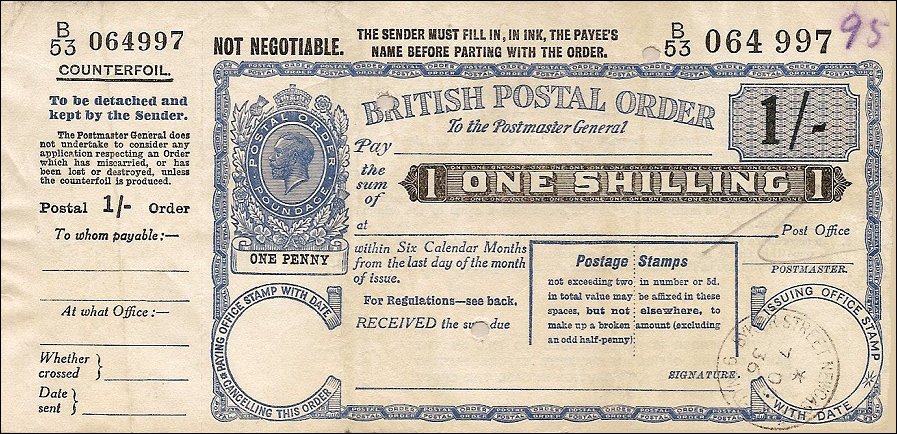 B/53 064997
COUNTERFOIL.
To be detached and
kept by the Sender.
The Postmaster General does
not undertake to consider any
application respecting an Order
which has miscarried, or has
been lost or destroyed, unless
the counterfoil is produced.
Postal 1/- Order
To whom payable:—
At what Office:—
Whether
crossed }
Date
sent }
NOT NEGOTIABLE.
THE SENDER MUST FILL IN, IN INK, THE PAYEE'S
NAME BEFORE PARTING WITH THE ORDER.
B/53 064 997
95
BRITISH POSTAL ORDER
To the Postmaster General
1/-
POSTAL ORDER
POUNDAGE
ONE PENNY
Pay
the
sum
of
1 ONE SHILLING 1
at Post Office
within Six Calendar Months
from the last day of the month
of issue.
For Regulations—see back.
RECEIVED the sum due
Postage Stamps
not exceeding two in number or 5d.
in total value may be affixed in these
spaces, but not elsewhere, to
make up a broken amount (excluding
an odd half-penny)
POSTMASTER.
SIGNATURE.
PAYING OFFICE STAMP WITH DATE
CANCELLING THIS ORDER
ISSUING OFFICE STAMP
WITH DATE
STREET
7 O
36